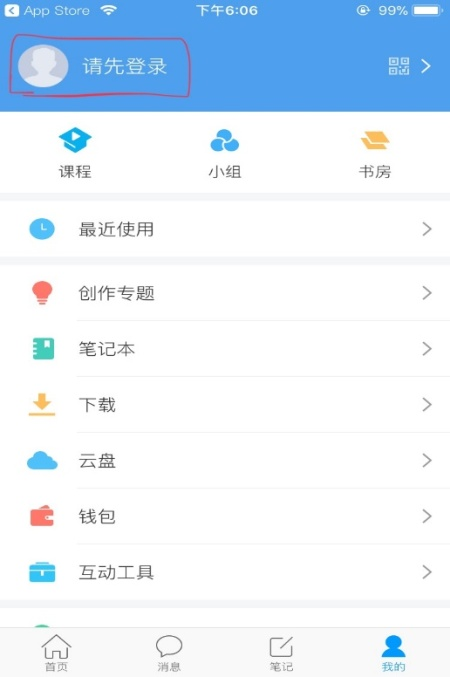 App Store 下午6:06 99%
请先登录
课程 小组 书房
最近使用
创作专题
笔记本
下载
云盘
钱包
互动工具
首页 消息 笔记 我的